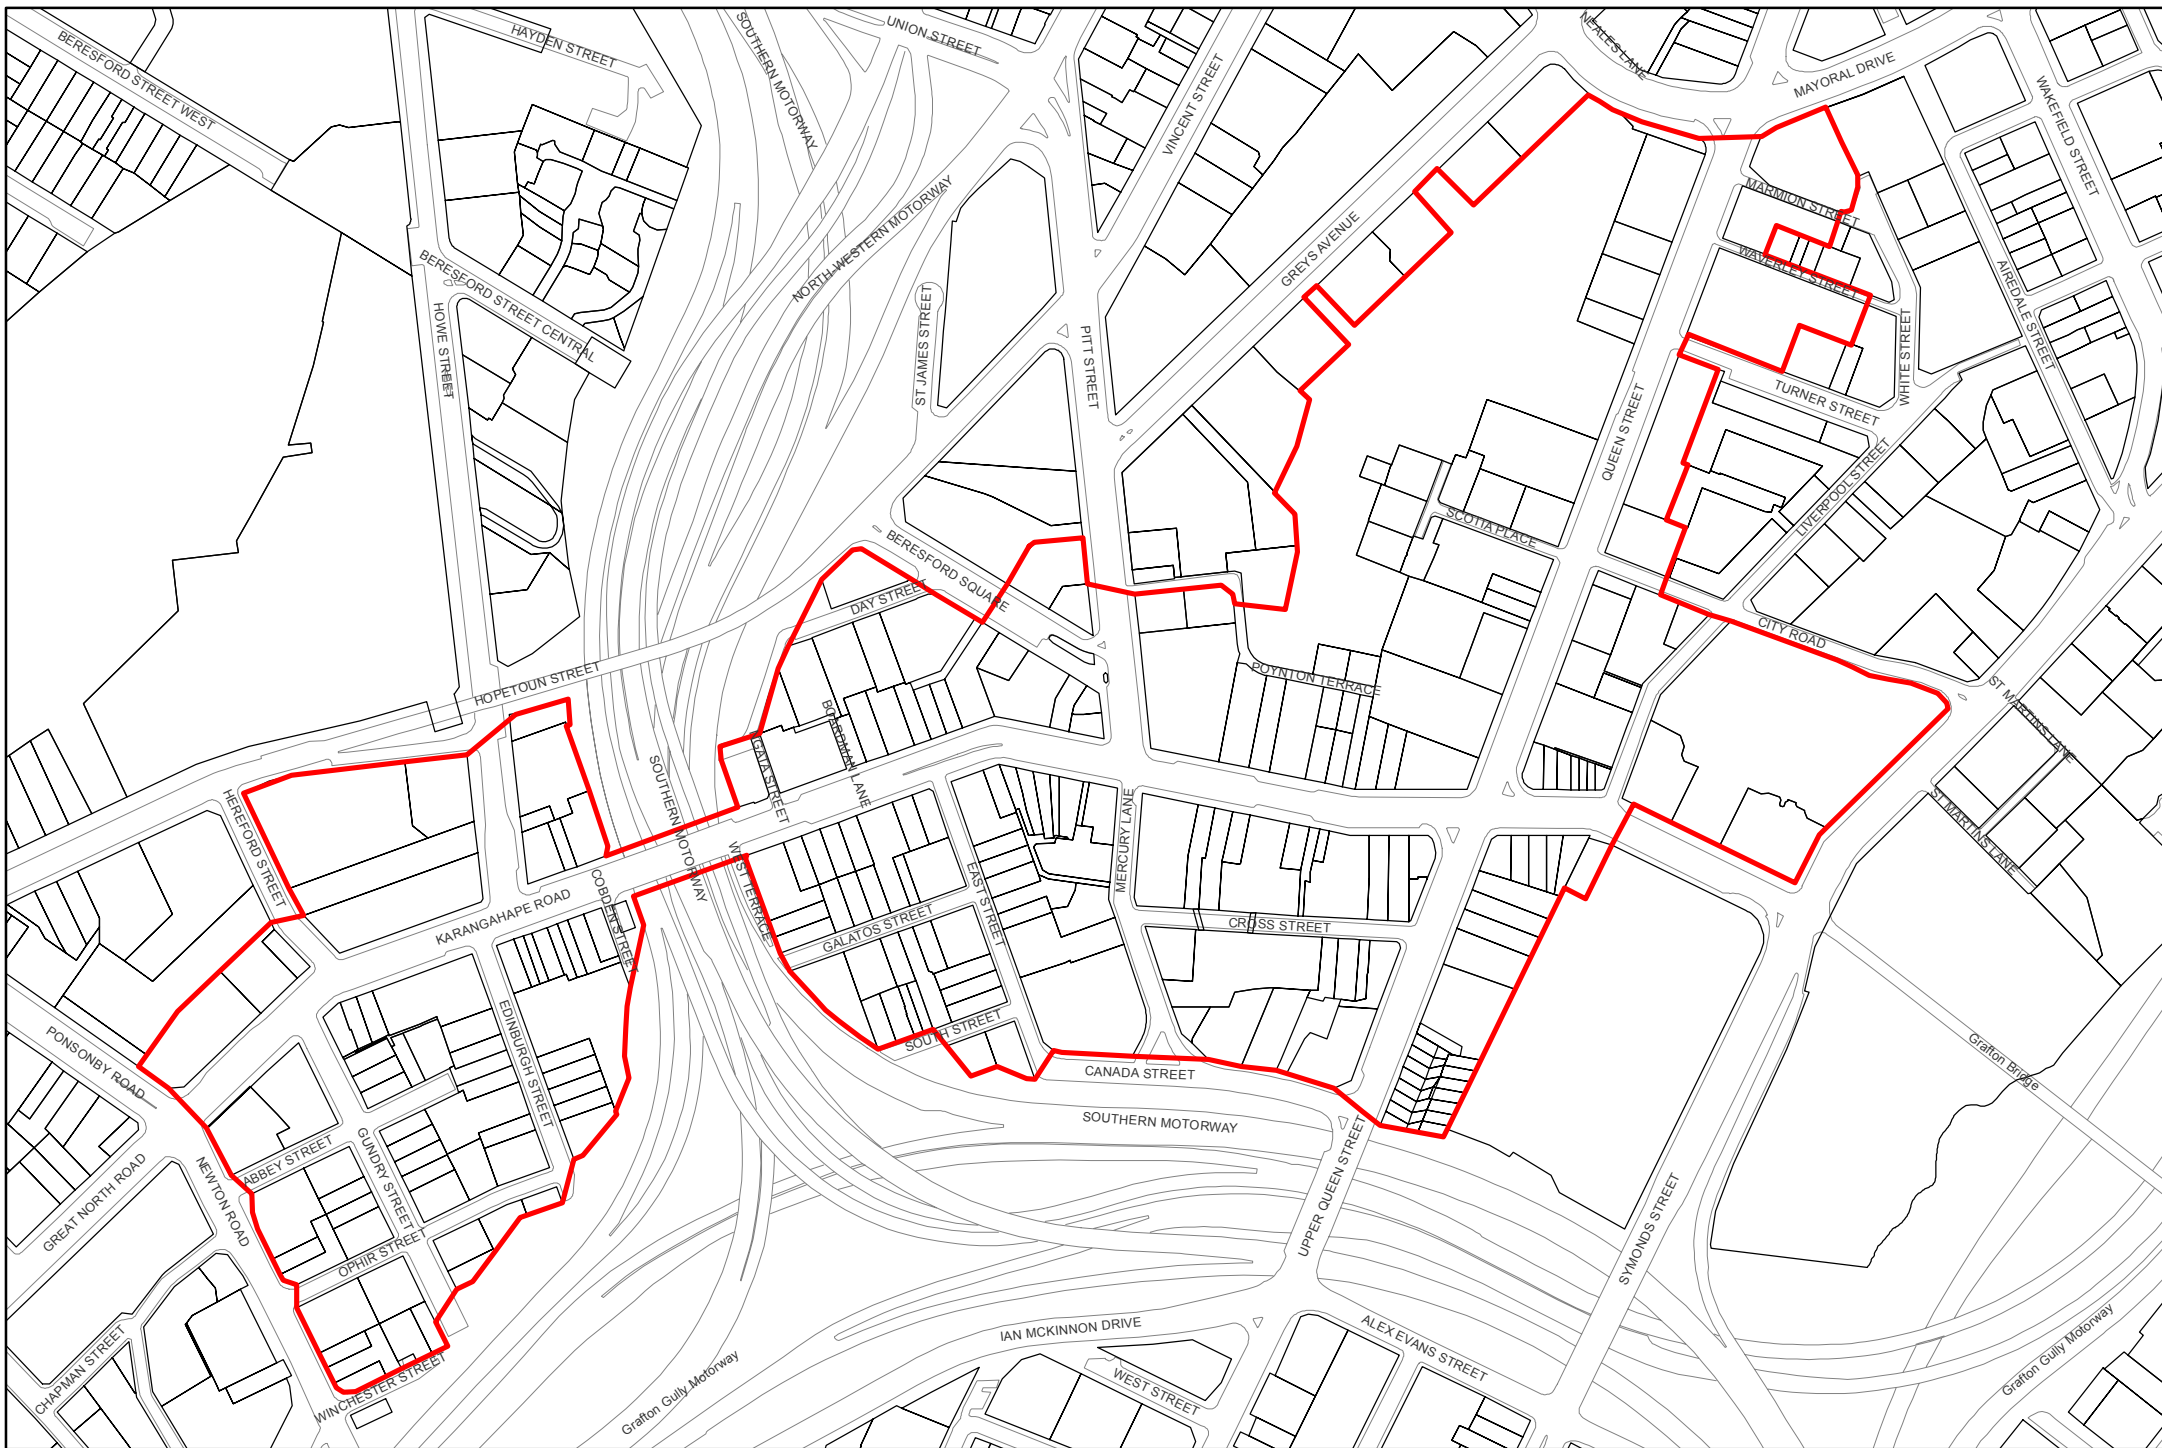 HAYDEN STREET
SOUTHERN MOTORWAY
UNION STREET
NEALES LANE
MAYORAL DRIVE
BERESFORD STREET WEST
VINCENT STREET
WAKEFIELD STREET
MARMION STREET
NORTH-WESTERN MOTORWAY
GREYS AVENUE
WAVERLEY STREET
AIREDALE STREET
BERESFORD STREET CENTRAL
HOWE STREET
ST JAMES STREET
PITT STREET
WHITE STREET
TURNER STREET
QUEEN STREET
LIVERPOOL STREET
SCOTIA PLACE
BERESFORD SQUARE
DAY STREET
CITY ROAD
HOPETOUN STREET
POYNTON TERRACE
ST MARTINS LANE
BOARDMAN LANE
GATA STREET
SOUTHERN MOTORWAY
HEREFORD STREET
MERCURY LANE
ST MARTINS LANE
WEST TERRACE
COBDEN STREET
KARANGAHAPE ROAD
EAST STREET
GALATOS STREET
CROSS STREET
EDINBURGH STREET
SOUTH STREET
PONSONBY ROAD
CANADA STREET
Grafton Bridge
SOUTHERN MOTORWAY
GUNDRY STREET
ABBEY STREET
GREAT NORTH ROAD
NEWTON ROAD
UPPER QUEEN STREET
SYMONDS STREET
OPHIR STREET
IAN MCKINNON DRIVE
ALEX EVANS STREET
Grafton Gully Motorway
CHAPMAN STREET
WINCHESTER STREET
Grafton Gully Motorway
WEST STREET